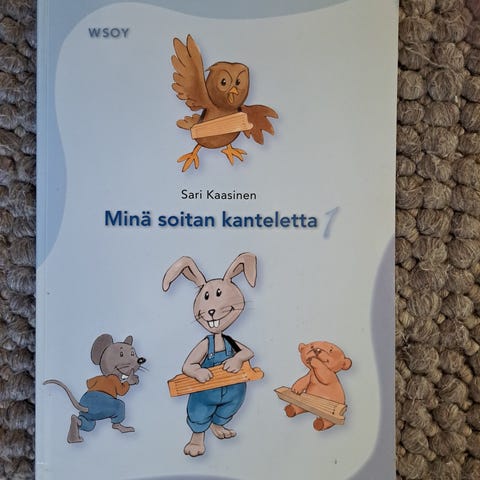 WSOY
Sari Kaasinen
Minä soitan kanteletta 1